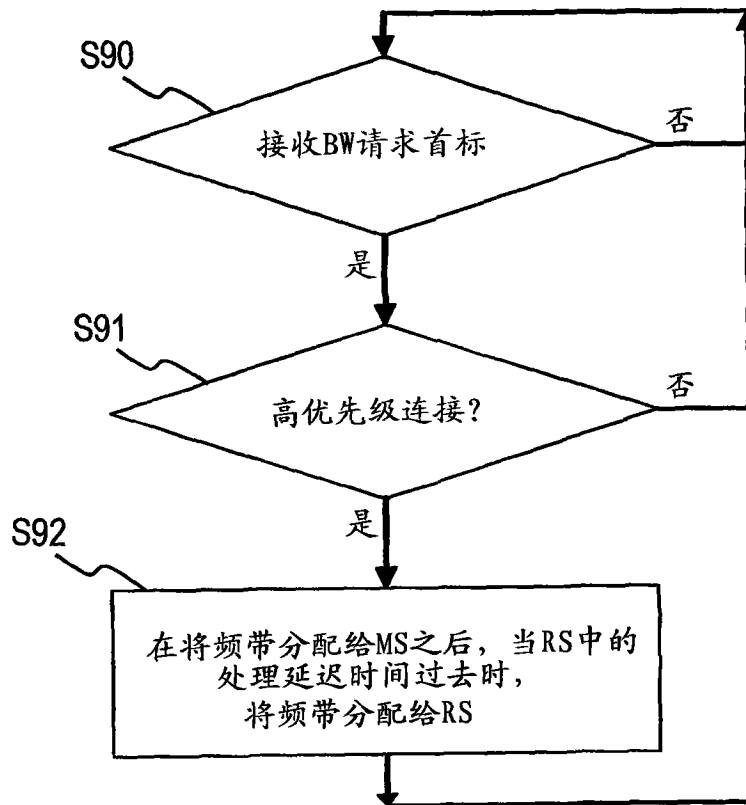 S90
接收BW请求首标
否
是
S91
高优先级连接?
否
是
S92
在将频带分配给MS之后，当RS中的
处理延迟时间过去时，
将频带分配给RS